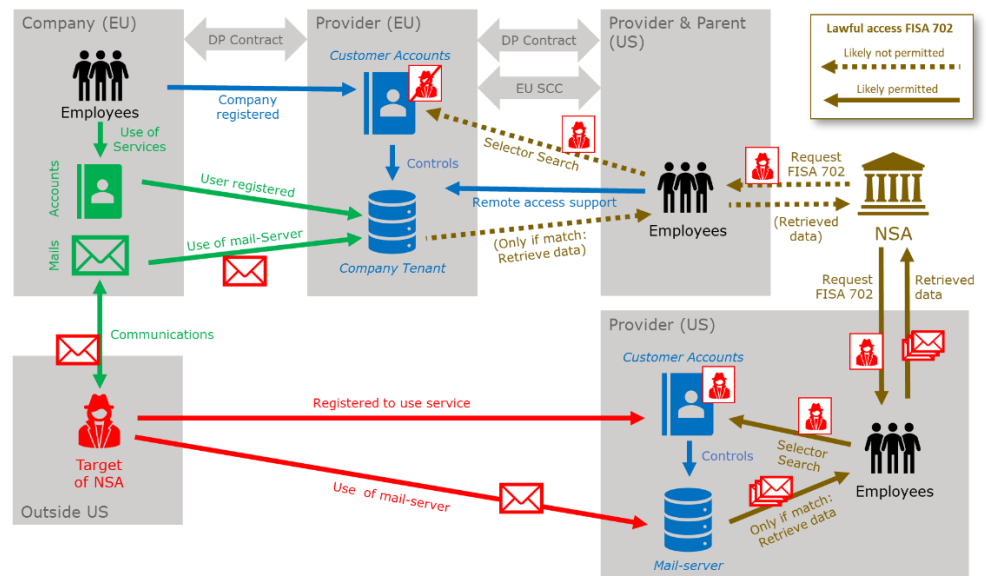 Company (EU)
DP Contract
Provider (EU)
DP Contract
EU SCC
Provider & Parent
(US)
Lawful access FISA 702
Likely not permitted
Likely permitted
Employees
Use of
Services
Accounts
Mails
Company
registered
Customer Accounts
Controls
User registered
Use of mail-Server
Company Tenant
Selector Search
Remote access support
(Only if match:
Retrieve data)
Employees
Request
FISA 702
(Retrieved
data)
NSA
Request
FISA 702
Retrieved
data
Communications
Target
of NSA
Outside US
Registered to use service
Use of mail-server
Provider (US)
Customer Accounts
Controls
Mail-server
Selector
Search
Only if match:
Retrieve data
Employees